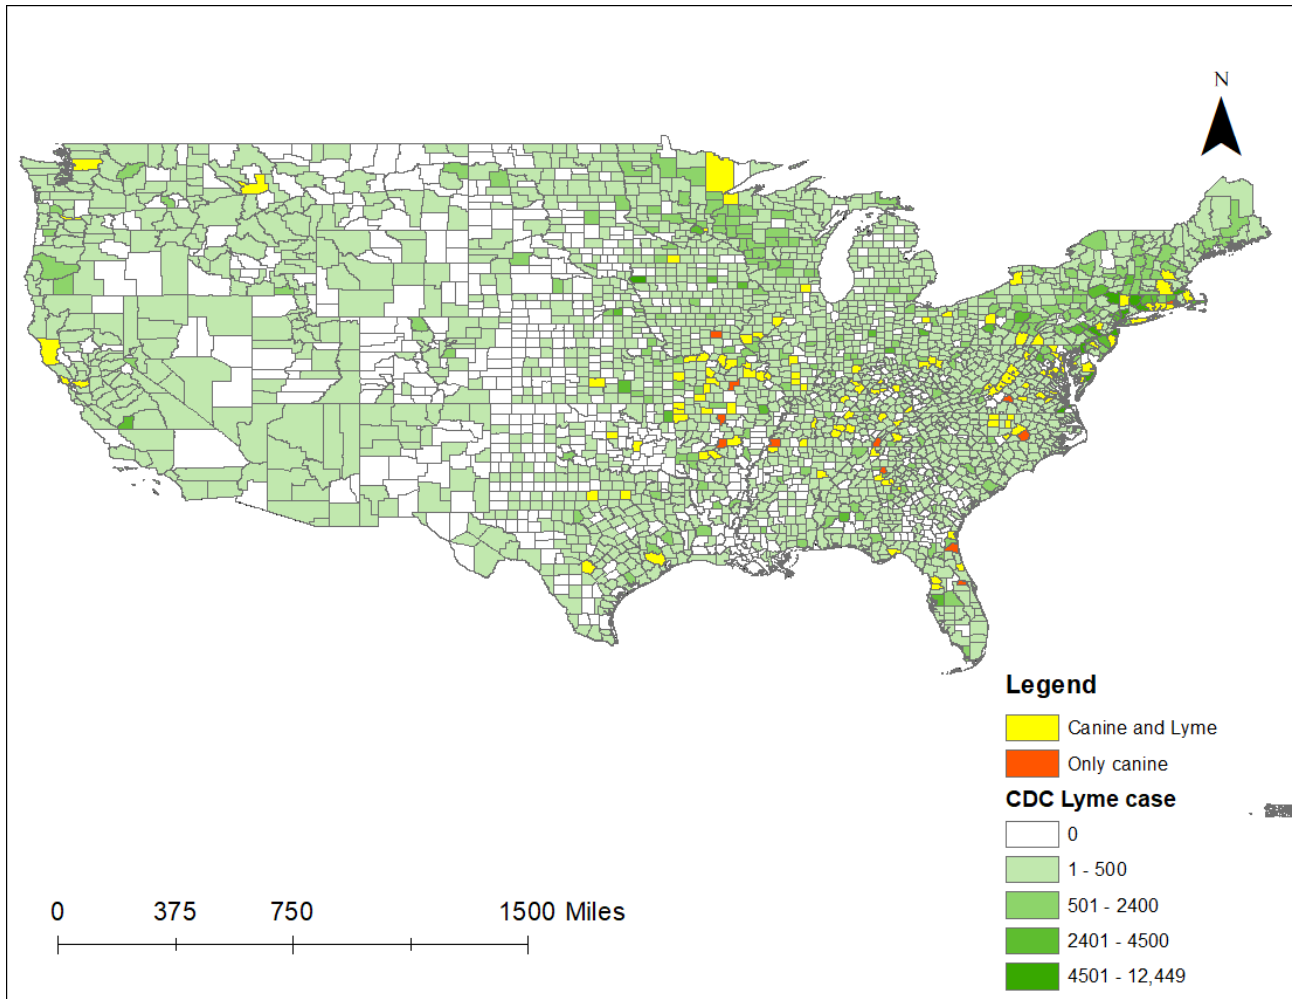 N
Legend
Canine and Lyme
Only canine
CDC Lyme case
0
1 - 500
501 - 2400
2401 - 4500
4501 - 12,449
0 375 750 1500 Miles